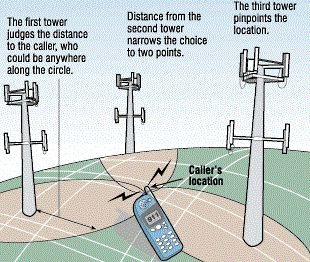 The first tower
judges the distance
to the caller, who
could be anywhere
along the circle.
Distance from the
second tower
narrows the choice
to two points.
The third tower
pinpoints the
location.
Caller's
location
911